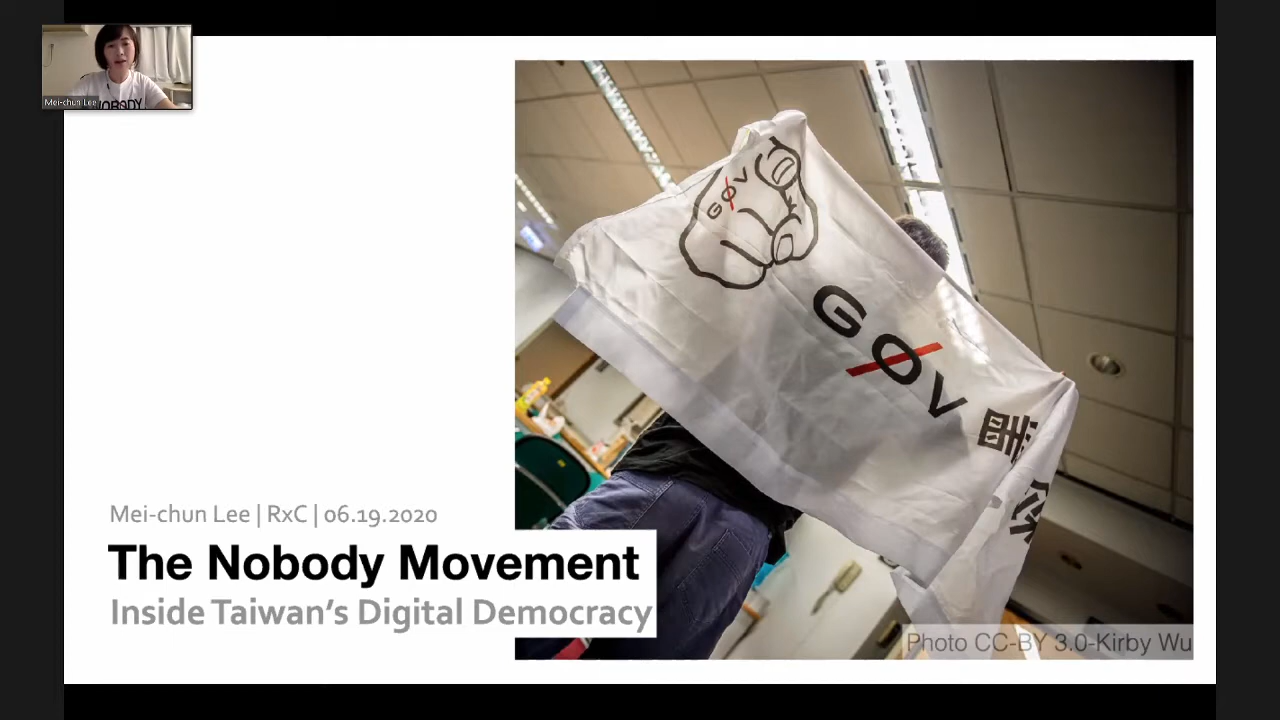 Mei-chun Lee
NOBODY
GOV
GOV
Mei-chun Lee | RxC | 06.19.2020
The Nobody Movement
Inside Taiwan's Digital Democracy
Photo CC-BY 3.0-Kirby Wu